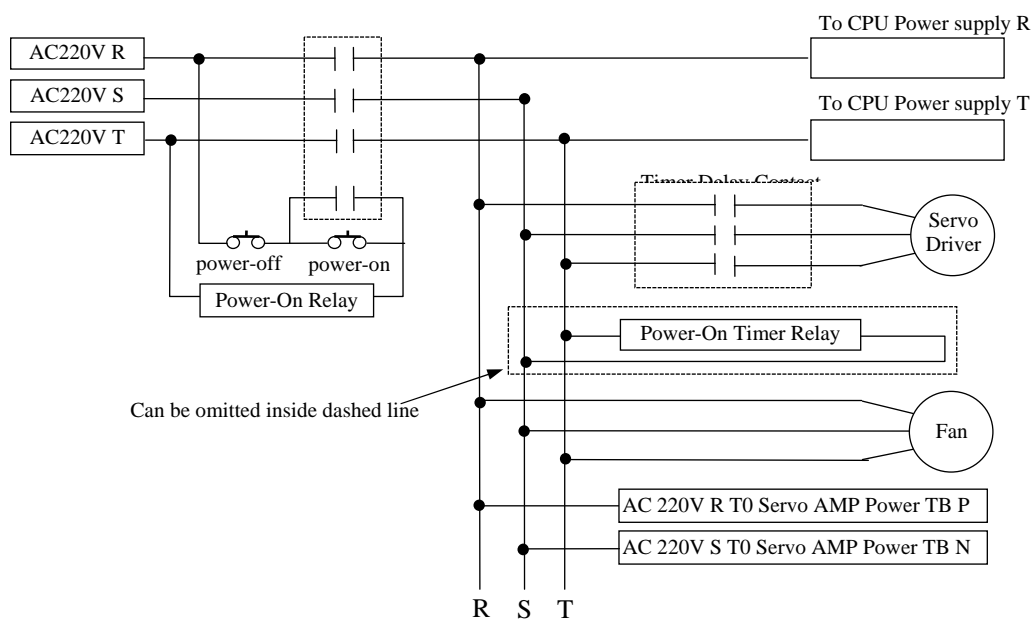 To CPU Power supply R
AC220V R
AC220V S
To CPU Power supply T
AC220V T
Timer Delay Contact
Servo
Driver
power-off
power-on
Power-On Relay
Power-On Timer Relay
Can be omitted inside dashed line
Fan
AC 220V R T0 Servo AMP Power TB P
AC 220V S T0 Servo AMP Power TB N
R S T